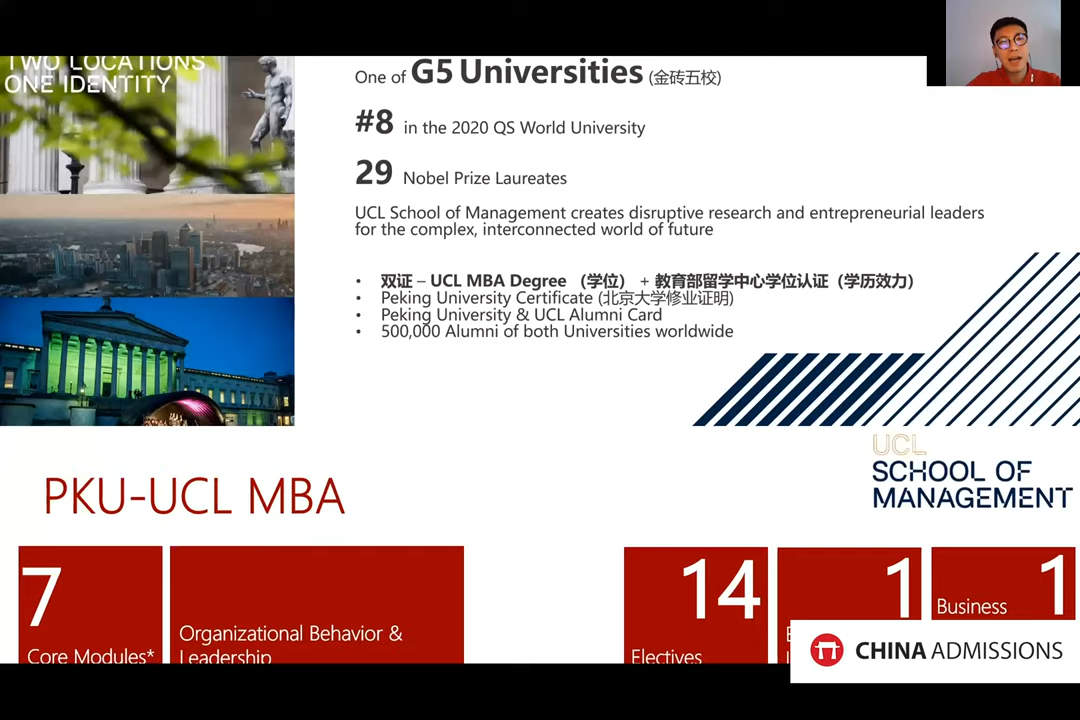 TWO LOCATIONS
ONE IDENTITY
One of G5 Universities (金砖五校)
#8 in the 2020 QS World University
29 Nobel Prize Laureates
UCL School of Management creates disruptive research and entrepreneurial leaders
for the complex, interconnected world of future
• 双证 – UCL MBA Degree （学位） + 教育部留学中心学位认证（学历效力）
• Peking University Certificate (北京大学修业证明)
• Peking University & UCL Alumni Card
• 500,000 Alumni of both Universities worldwide
UCL
SCHOOL OF
MANAGEMENT
PKU-UCL MBA
7
Core Modules*
Organizational Behavior &
Leadership
14
Electives
1
1
Business
CHINA ADMISSIONS